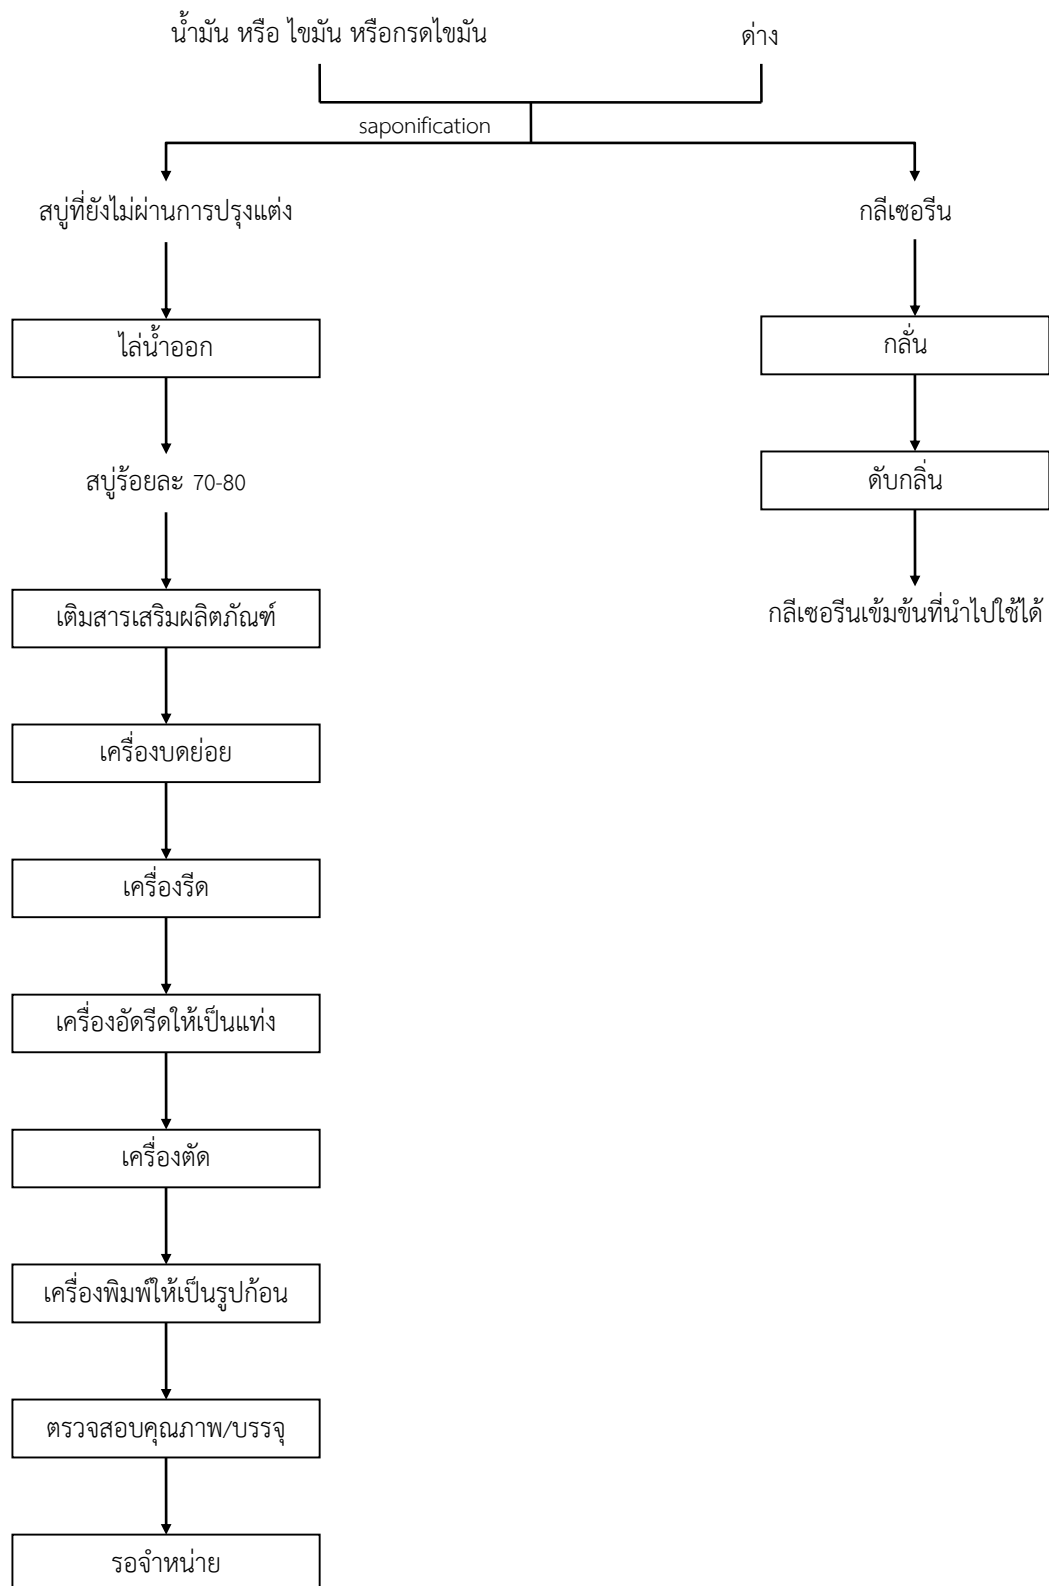 น้ำมัน หรือ ไขมัน หรือกรดไขมัน
ด่าง
saponification
สบู่ที่ยังไม่ผ่านการปรุงแต่ง
กลีเซอรีน
ไล่น้ำออก
กลั่น
สบู่ร้อยละ 70-80
ดับกลิ่น
เติมสารเสริมผลิตภัณฑ์
กลีเซอรีนเข้มข้นที่นำไปใช้ได้
เครื่องบดย่อย
เครื่องรีด
เครื่องอัดรีดให้เป็นแท่ง
เครื่องตัด
เครื่องพิมพ์ให้เป็นรูปก้อน
ตรวจสอบคุณภาพ/บรรจุ
รอจำหน่าย